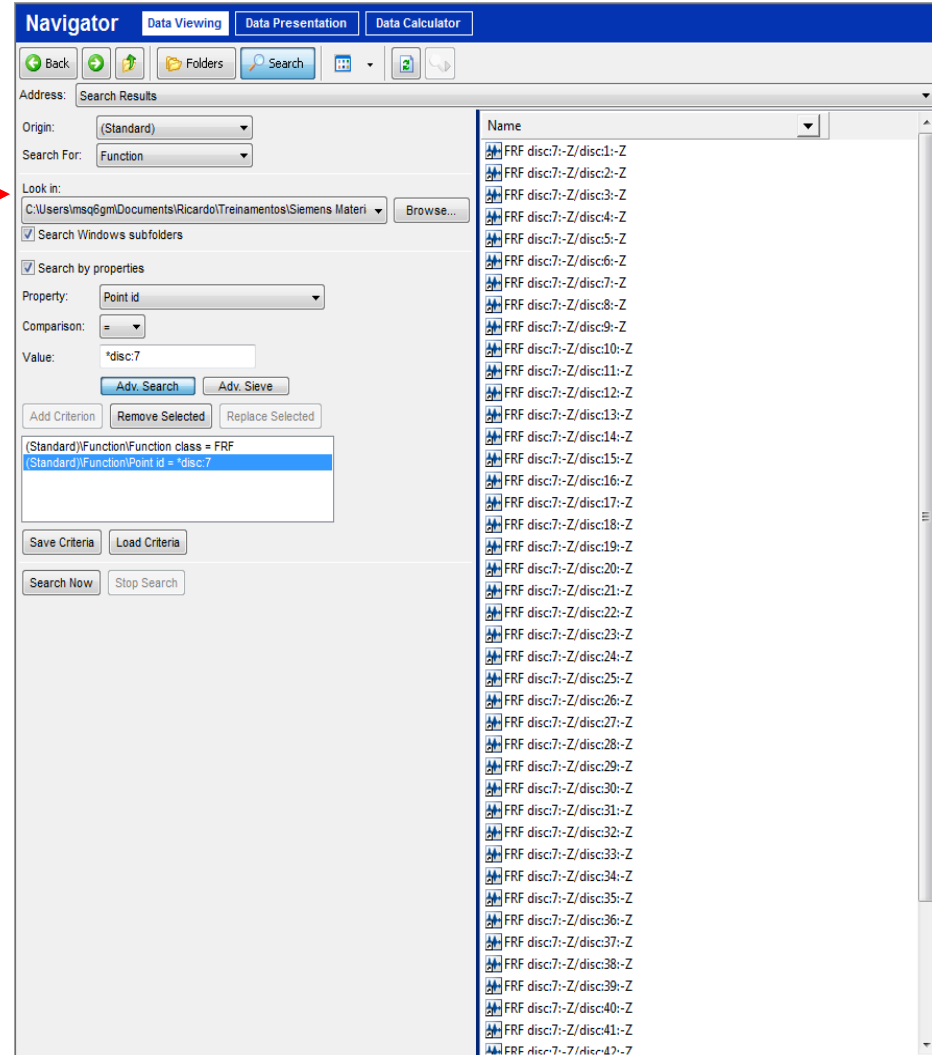 Navigator Data Viewing Data Presentation Data Calculator
Back Folders Search
Address: Search Results
Origin: (Standard)
Search For: Function
Look in:
C:\Users\msq6gm\Documents\Ricardo\Treinamentos\Siemens Materi Browse...
Search Windows subfolders
Search by properties
Property: Point id
Comparison: =
Value: *disc:7
Adv. Search Adv. Sieve
Add Criterion Remove Selected Replace Selected
(Standard)\Function\Function class = FRF
(Standard)\Function\Point id = *disc:7
Save Criteria Load Criteria
Search Now Stop Search
Name
FRF disc:7:-Z/disc:1:-Z
FRF disc:7:-Z/disc:2:-Z
FRF disc:7:-Z/disc:3:-Z
FRF disc:7:-Z/disc:4:-Z
FRF disc:7:-Z/disc:5:-Z
FRF disc:7:-Z/disc:6:-Z
FRF disc:7:-Z/disc:7:-Z
FRF disc:7:-Z/disc:8:-Z
FRF disc:7:-Z/disc:9:-Z
FRF disc:7:-Z/disc:10:-Z
FRF disc:7:-Z/disc:11:-Z
FRF disc:7:-Z/disc:12:-Z
FRF disc:7:-Z/disc:13:-Z
FRF disc:7:-Z/disc:14:-Z
FRF disc:7:-Z/disc:15:-Z
FRF disc:7:-Z/disc:16:-Z
FRF disc:7:-Z/disc:17:-Z
FRF disc:7:-Z/disc:18:-Z
FRF disc:7:-Z/disc:19:-Z
FRF disc:7:-Z/disc:20:-Z
FRF disc:7:-Z/disc:21:-Z
FRF disc:7:-Z/disc:22:-Z
FRF disc:7:-Z/disc:23:-Z
FRF disc:7:-Z/disc:24:-Z
FRF disc:7:-Z/disc:25:-Z
FRF disc:7:-Z/disc:26:-Z
FRF disc:7:-Z/disc:27:-Z
FRF disc:7:-Z/disc:28:-Z
FRF disc:7:-Z/disc:29:-Z
FRF disc:7:-Z/disc:30:-Z
FRF disc:7:-Z/disc:31:-Z
FRF disc:7:-Z/disc:32:-Z
FRF disc:7:-Z/disc:33:-Z
FRF disc:7:-Z/disc:34:-Z
FRF disc:7:-Z/disc:35:-Z
FRF disc:7:-Z/disc:36:-Z
FRF disc:7:-Z/disc:37:-Z
FRF disc:7:-Z/disc:38:-Z
FRF disc:7:-Z/disc:39:-Z
FRF disc:7:-Z/disc:40:-Z
FRF disc:7:-Z/disc:41:-Z
FRF disc:7:-Z/disc:42:-Z